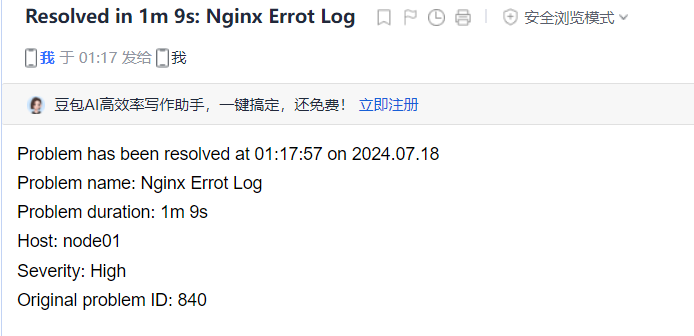 Resolved in 1m 9s: Nginx Errot Log 安全浏览模式
我 于 01:17 发给 我
豆包AI高效率写作助手，一键搞定，还免费！ 立即注册
Problem has been resolved at 01:17:57 on 2024.07.18
Problem name: Nginx Errot Log
Problem duration: 1m 9s
Host: node01
Severity: High
Original problem ID: 840